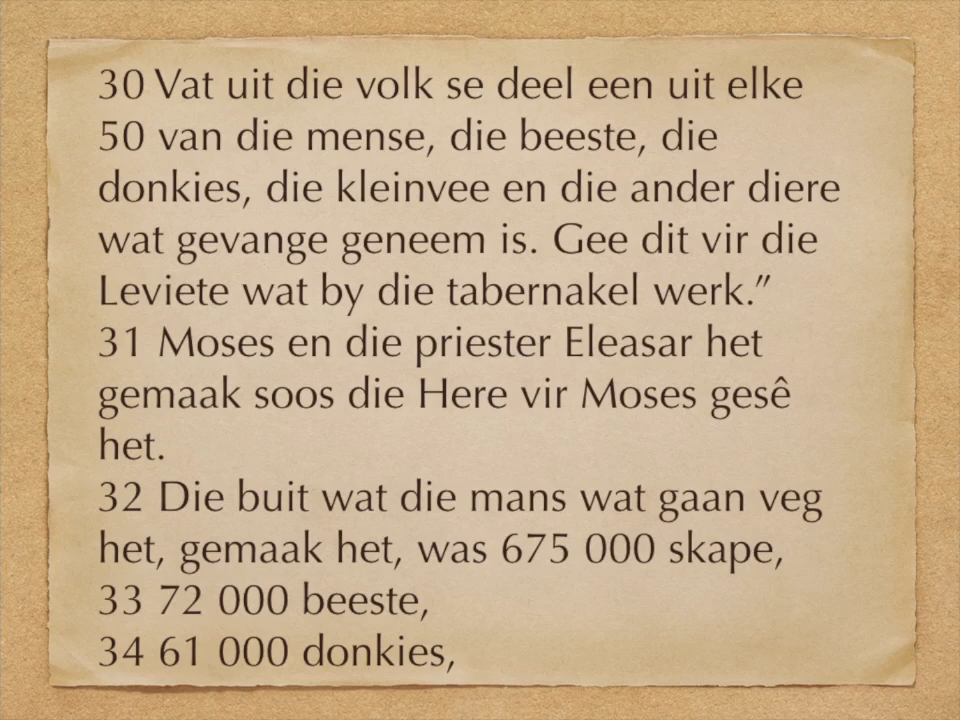 30 Vat uit die volk se deel een uit elke
50 van die mense, die beeste, die
donkies, die kleinvee en die ander diere
wat gevange geneem is. Gee dit vir die
Leviete wat by die tabernakel werk.”
31 Moses en die priester Eleasar het
gemaak soos die Here vir Moses gesê
het.
32 Die buit wat die mans wat gaan veg
het, gemaak het, was 675 000 skape,
33 72 000 beeste,
34 61 000 donkies,